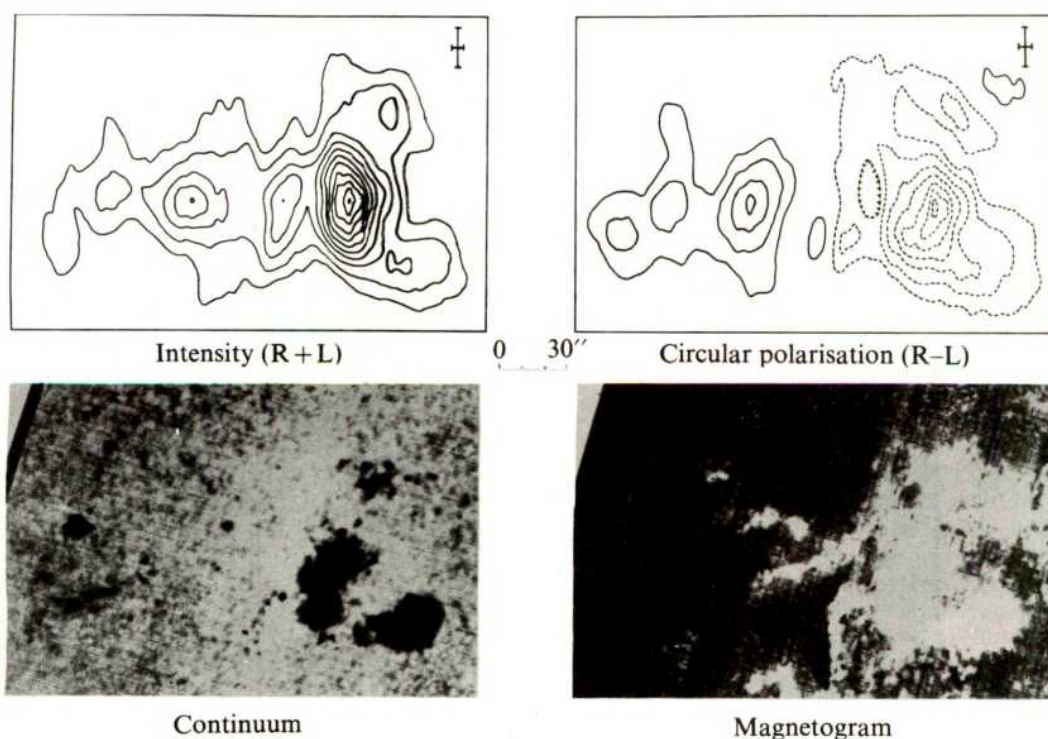 Intensity (R + L)
0 30″
Circular polarisation (R–L)
Continuum
Magnetogram